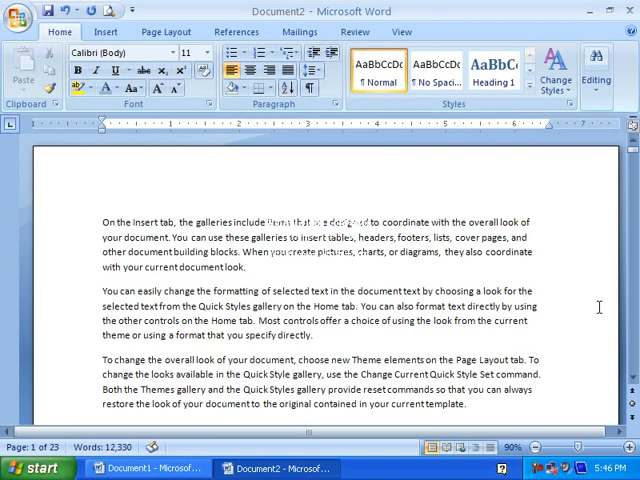 Document2 - Microsoft Word
Home Insert Page Layout References Mailings Review View
Calibri (Body) 11
AaBbCcDc AaBbCcDc AaBbCc
Paste
B I U abc x₂ x²
¶ Normal ¶ No Spaci... Heading 1 Change Styles Editing
Aa A A
Clipboard Font Paragraph Styles
1 1 2 3 4 5 6 7
On the Insert tab, the galleries include items that are designed to coordinate with the overall look of
your document. You can use these galleries to insert tables, headers, footers, lists, cover pages, and
other document building blocks. When you create pictures, charts, or diagrams, they also coordinate
with your current document look.
You can easily change the formatting of selected text in the document text by choosing a look for the
selected text from the Quick Styles gallery on the Home tab. You can also format text directly by using
the other controls on the Home tab. Most controls offer a choice of using the look from the current
theme or using a format that you specify directly.
To change the overall look of your document, choose new Theme elements on the Page Layout tab. To
change the looks available in the Quick Style gallery, use the Change Current Quick Style Set command.
Both the Themes gallery and the Quick Styles gallery provide reset commands so that you can always
restore the look of your document to the original contained in your current template.
Page: 1 of 23 Words: 12,330 90%
start Document1 - Microsof... Document2 - Microsof... 5:46 PM